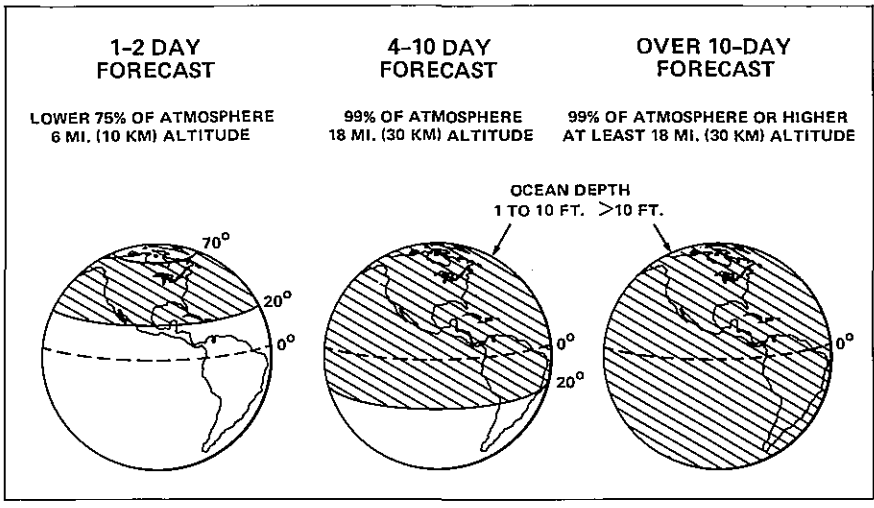 1–2 DAY
FORECAST
LOWER 75% OF ATMOSPHERE
6 MI. (10 KM) ALTITUDE
70°
20°
0°
4–10 DAY
FORECAST
99% OF ATMOSPHERE
18 MI. (30 KM) ALTITUDE
0°
20°
OVER 10–DAY
FORECAST
99% OF ATMOSPHERE OR HIGHER
AT LEAST 18 MI. (30 KM) ALTITUDE
OCEAN DEPTH
1 TO 10 FT. >10 FT.
0°